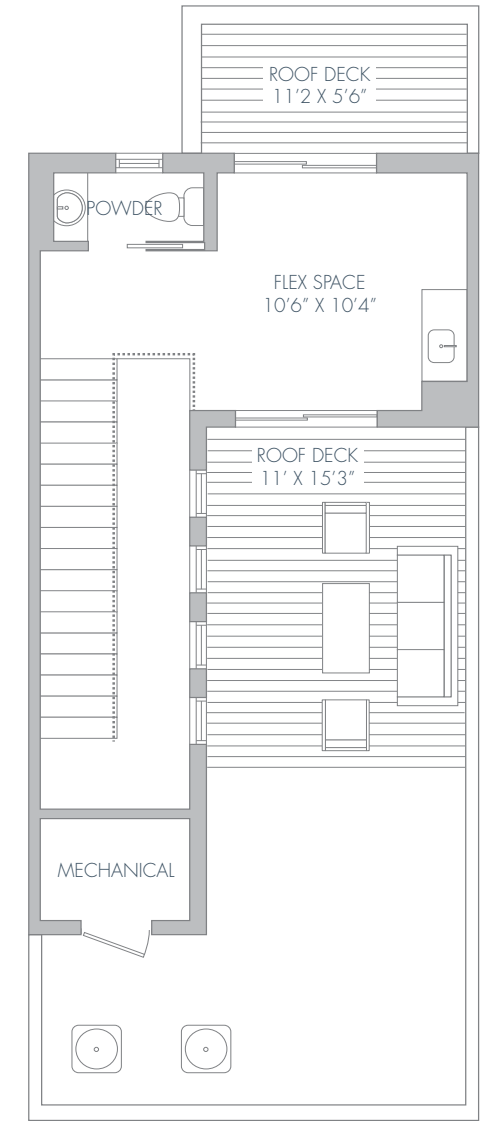 ROOF DECK
11'2 X 5'6”
POWDER
FLEX SPACE
10'6” X 10'4”
ROOF DECK
11' X 15'3”
MECHANICAL